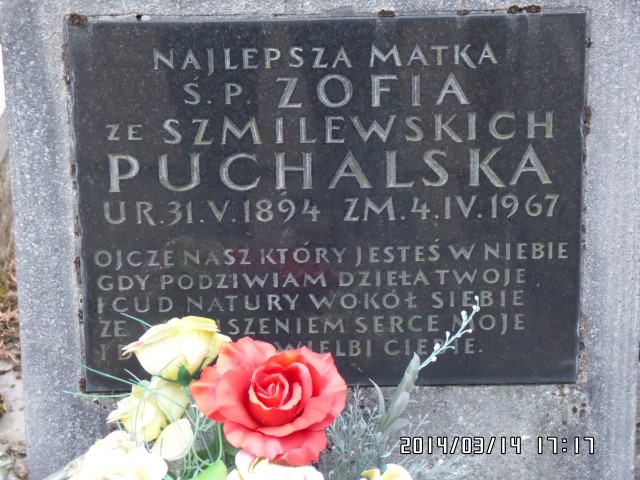 NAJLEPSZA MATKA
Ś.P. ZOFIA
ZE SZMILEWSKICH
PUCHALSKA
UR.31.V.1894 ZM.4.IV.1967
OJCZE NASZ KTÓRY JESTEŚ W NIEBIE
GDY PODZIWIAM DZIEŁA TWOJE
I CUD NATURY WOKÓŁ SIEBIE
ZE SZENIEM SERCE MOJE
I WIELBI CIEBIE.
2014/03/14 17:17